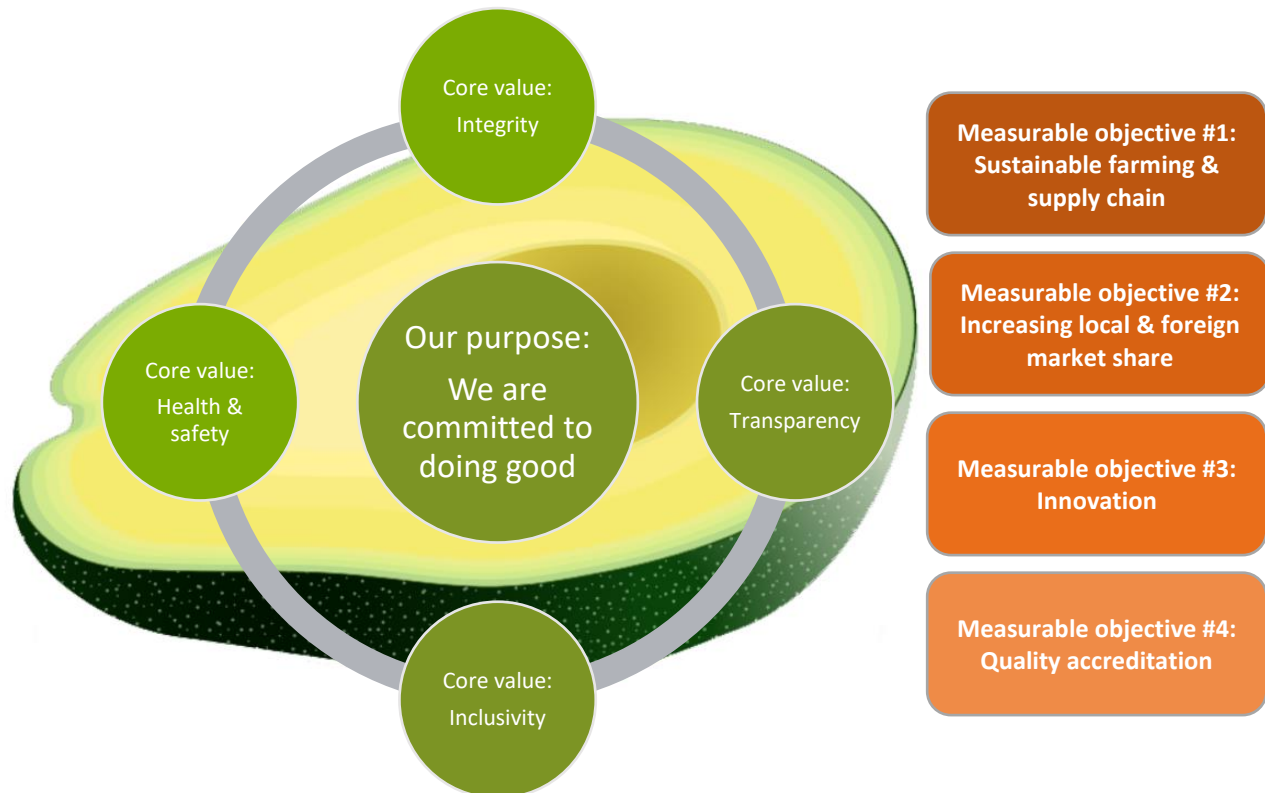 Core value:
Integrity
Core value:
Health &
safety
Our purpose:
We are
committed to
doing good
Core value:
Transparency
Core value:
Inclusivity
Measurable objective #1:
Sustainable farming &
supply chain
Measurable objective #2:
Increasing local & foreign
market share
Measurable objective #3:
Innovation
Measurable objective #4:
Quality accreditation